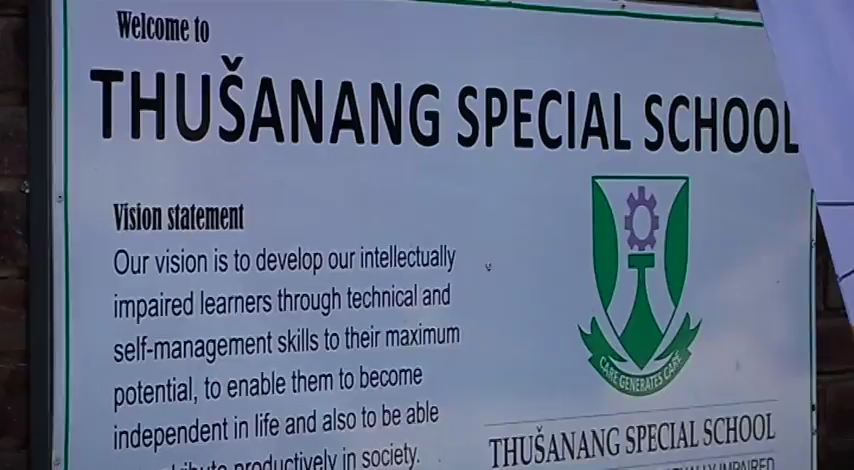 Welcome to
THUŠANANG SPECIAL SCHOOL
Vision statement
Our vision is to develop our intellectually
impaired learners through technical and
self-management skills to their maximum
potential, to enable them to become
independent in life and also to be able
productively in society.
CARE GENERATES CARE
THUŠANANG SPECIAL SCHOOL
IMPAIRED